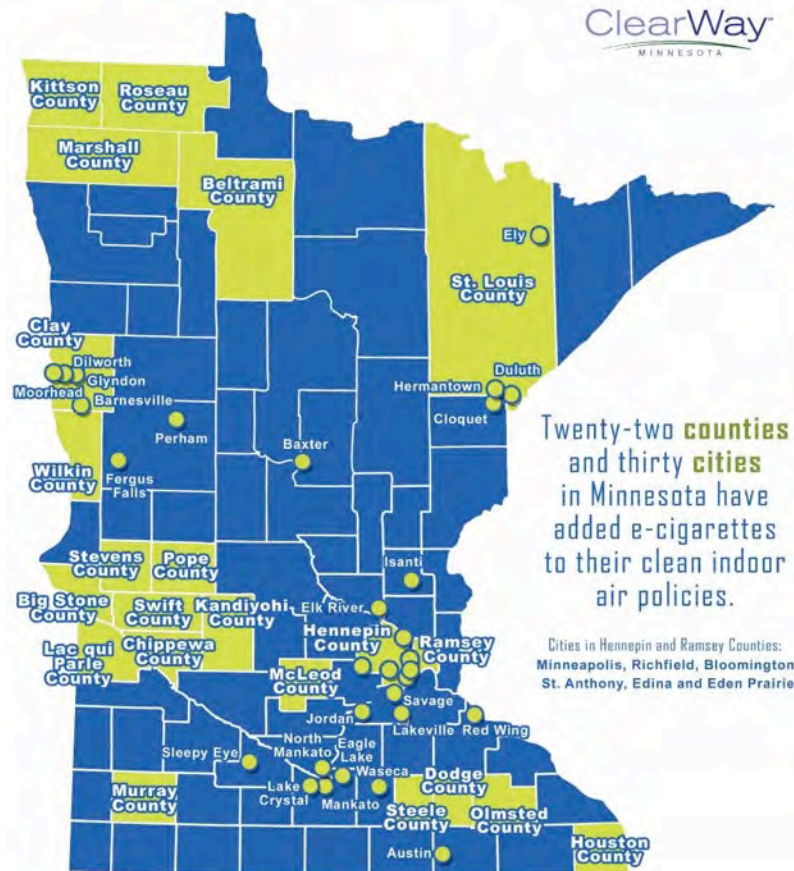 ClearWay
MINNESOTA
Kittson
County
Roseau
County
Marshall
County
Beltrami
County
Ely
St. Louis
County
Clay
County
Dilworth
Glyndon
Moorhead
Barnesville
Duluth
Hermantown
Cloquet
Perham
Baxter
Wilkin
County
Fergus
Falls
Twenty-two counties
and thirty cities
in Minnesota have
added e-cigarettes
to their clean indoor
air policies.
Stevens
County
Pope
County
Isanti
Big Stone
County
Swift
County
Kandiyohi
County
Elk River
Hennepin
County
Ramsey
County
Lac qui
Parle
County
Chippewa
County
McLeod
County
Cities in Hennepin and Ramsey Counties:
Minneapolis, Richfield, Bloomington
St. Anthony, Edina and Eden Prairie
Savage
Jordan
Lakeville
Red Wing
North
Mankato
Eagle
Lake
Sleepy Eye
Waseca
Lake
Crystal
Mankato
Murray
County
Dodge
County
Steele
County
Olmsted
County
Austin
Houston
County